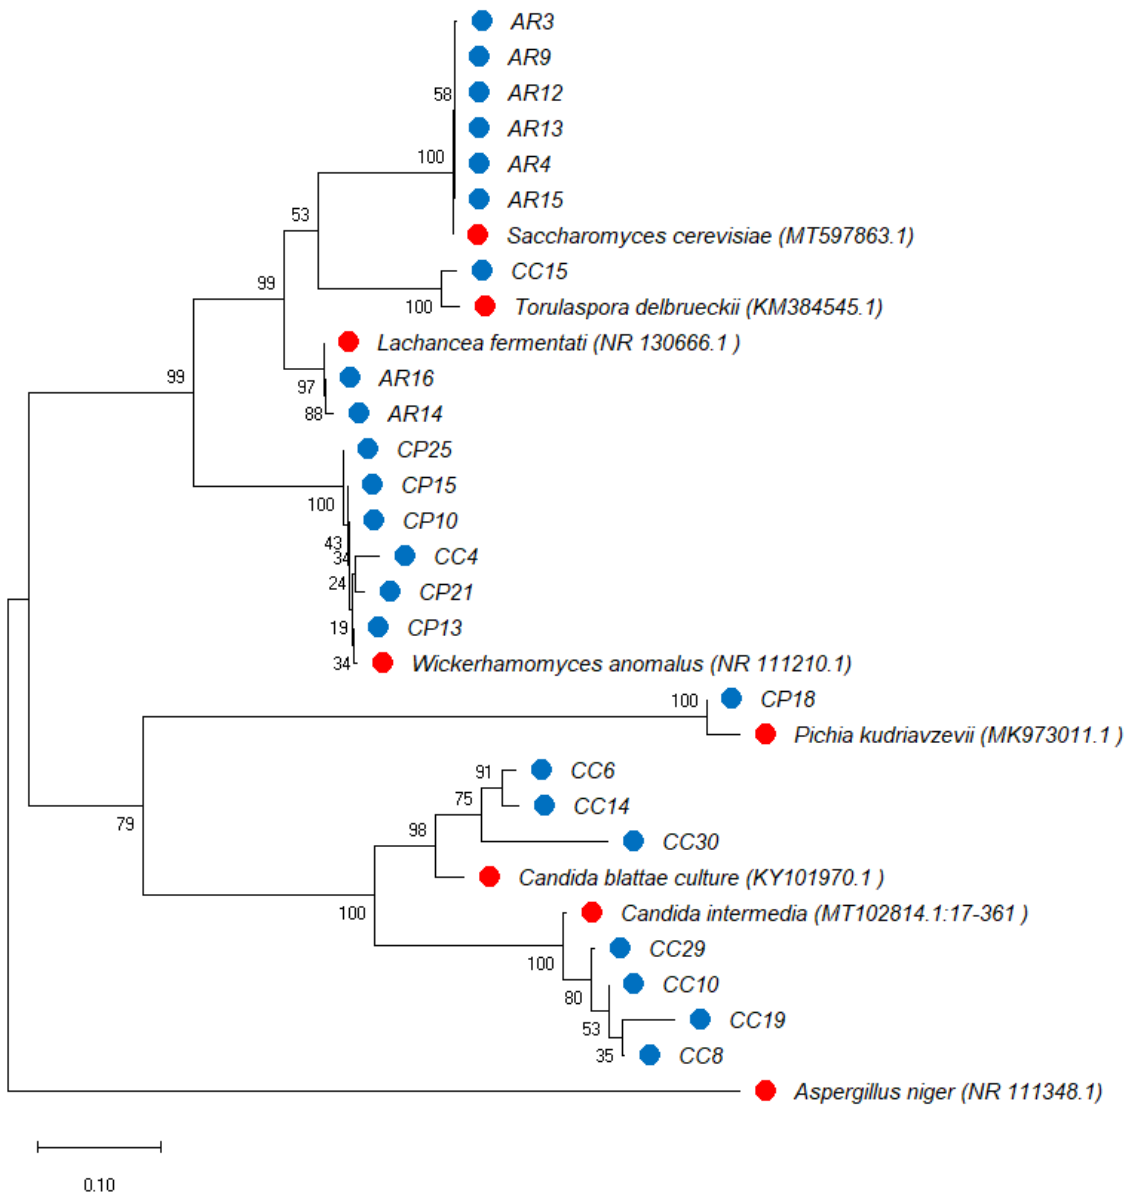 AR3
AR9
58
AR12
AR13
100
AR4
AR15
53
Saccharomyces cerevisiae (MT597863.1)
CC15
99
100
Torulaspora delbrueckii (KM384545.1)
Lachancea fermentati (NR 130666.1 )
99
AR16
97
88
AR14
CP25
CP15
100
CP10
43
34
CC4
24
CP21
19
CP13
34
Wickerhamomyces anomalus (NR 111210.1)
100
CP18
Pichia kudriavzevii (MK973011.1 )
91
CC6
75
CC14
79
98
CC30
Candida blattae culture (KY101970.1 )
100
Candida intermedia (MT102814.1:17-361 )
CC29
100
CC10
80
CC19
53
35
CC8
Aspergillus niger (NR 111348.1)
0.10